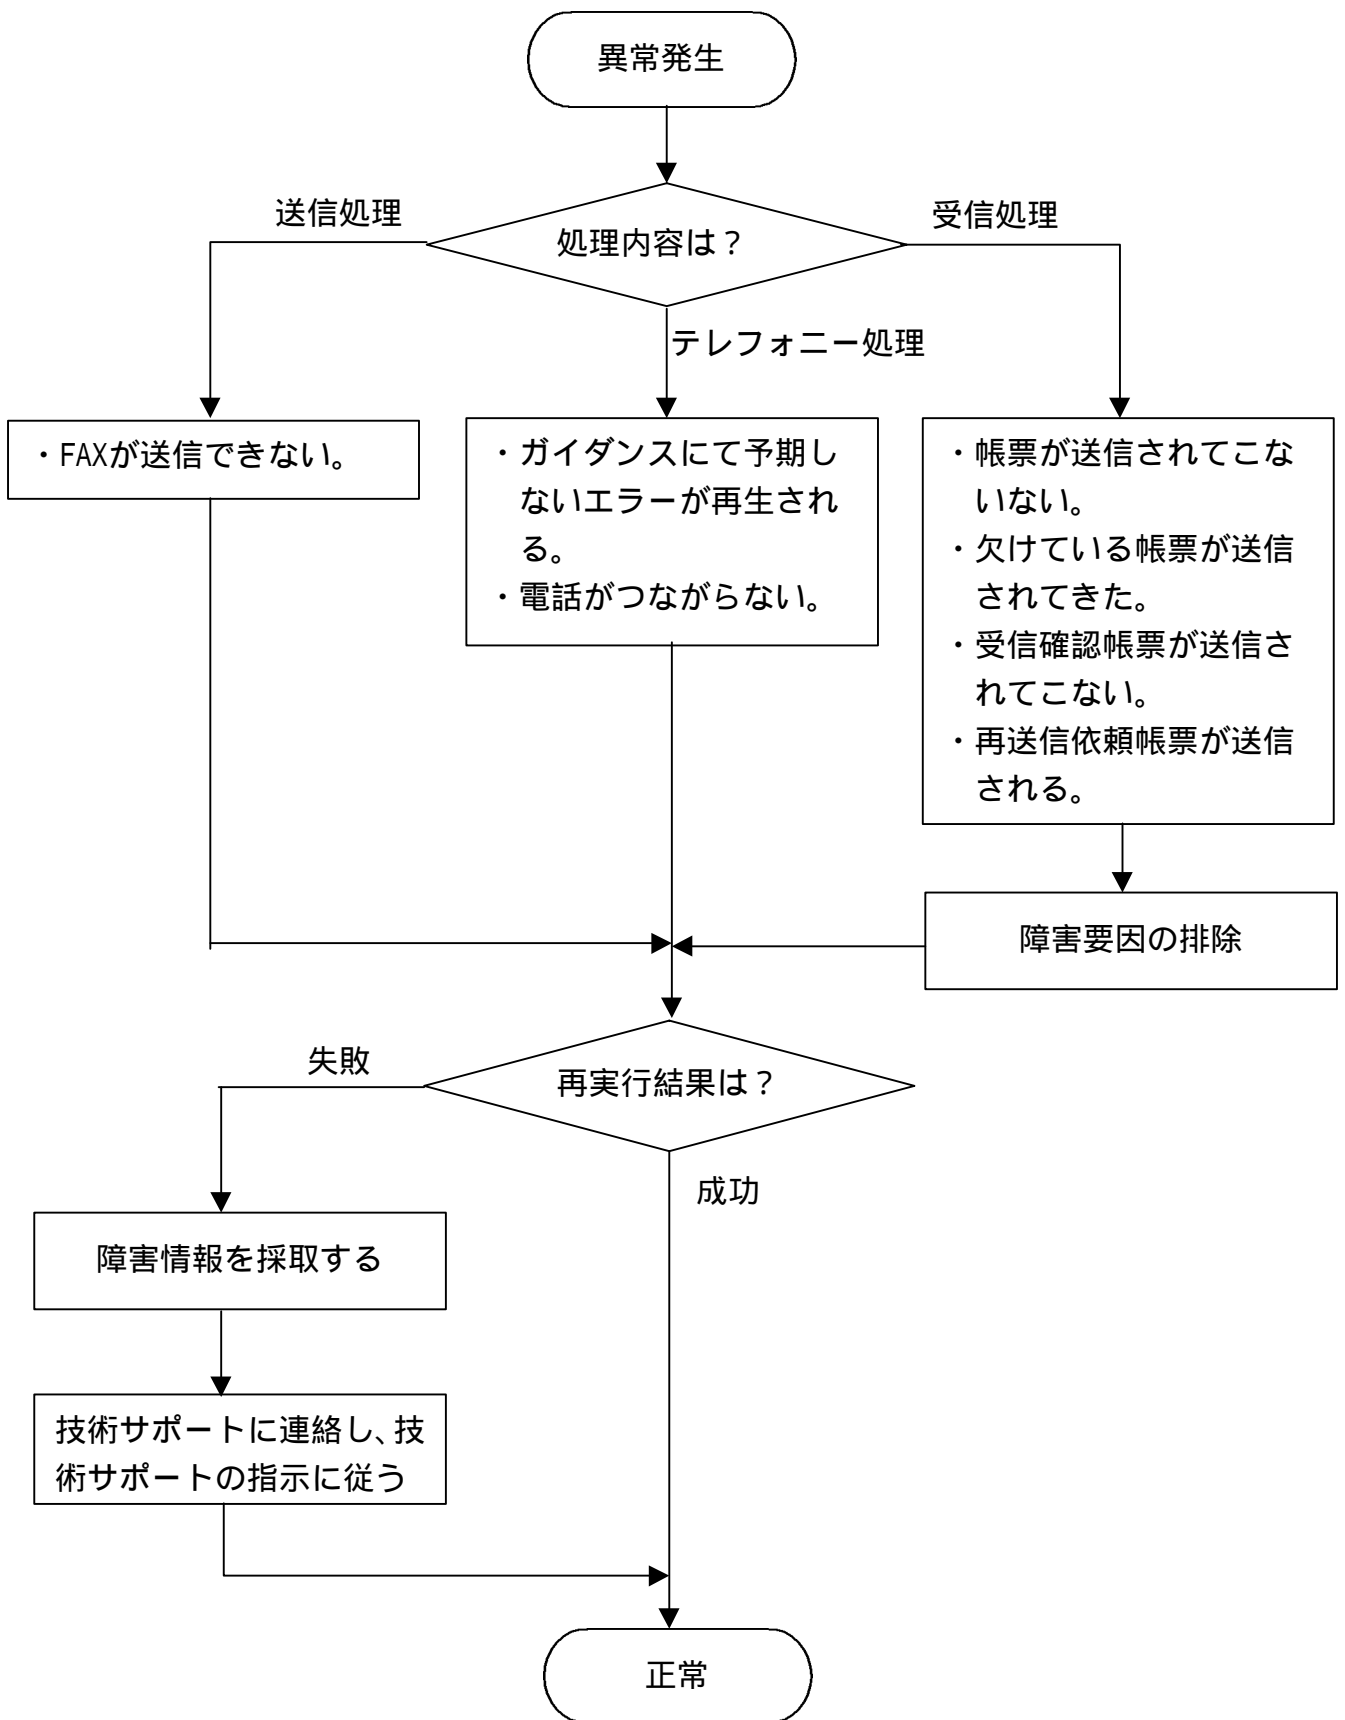 異常発生
送信処理
処理内容は？
受信処理
テレフォニー処理
・FAXが送信できない。
・ガイダンスにて予期し
ないエラーが再生され
る。
・電話がつながらない。
・帳票が送信されてこな
いない。
・欠けている帳票が送信
されてきた。
・受信確認帳票が送信さ
れてこない。
・再送信依頼帳票が送信
される。
障害要因の排除
失敗
再実行結果は？
成功
障害情報を採取する
技術サポートに連絡し、技
術サポートの指示に従う
正常